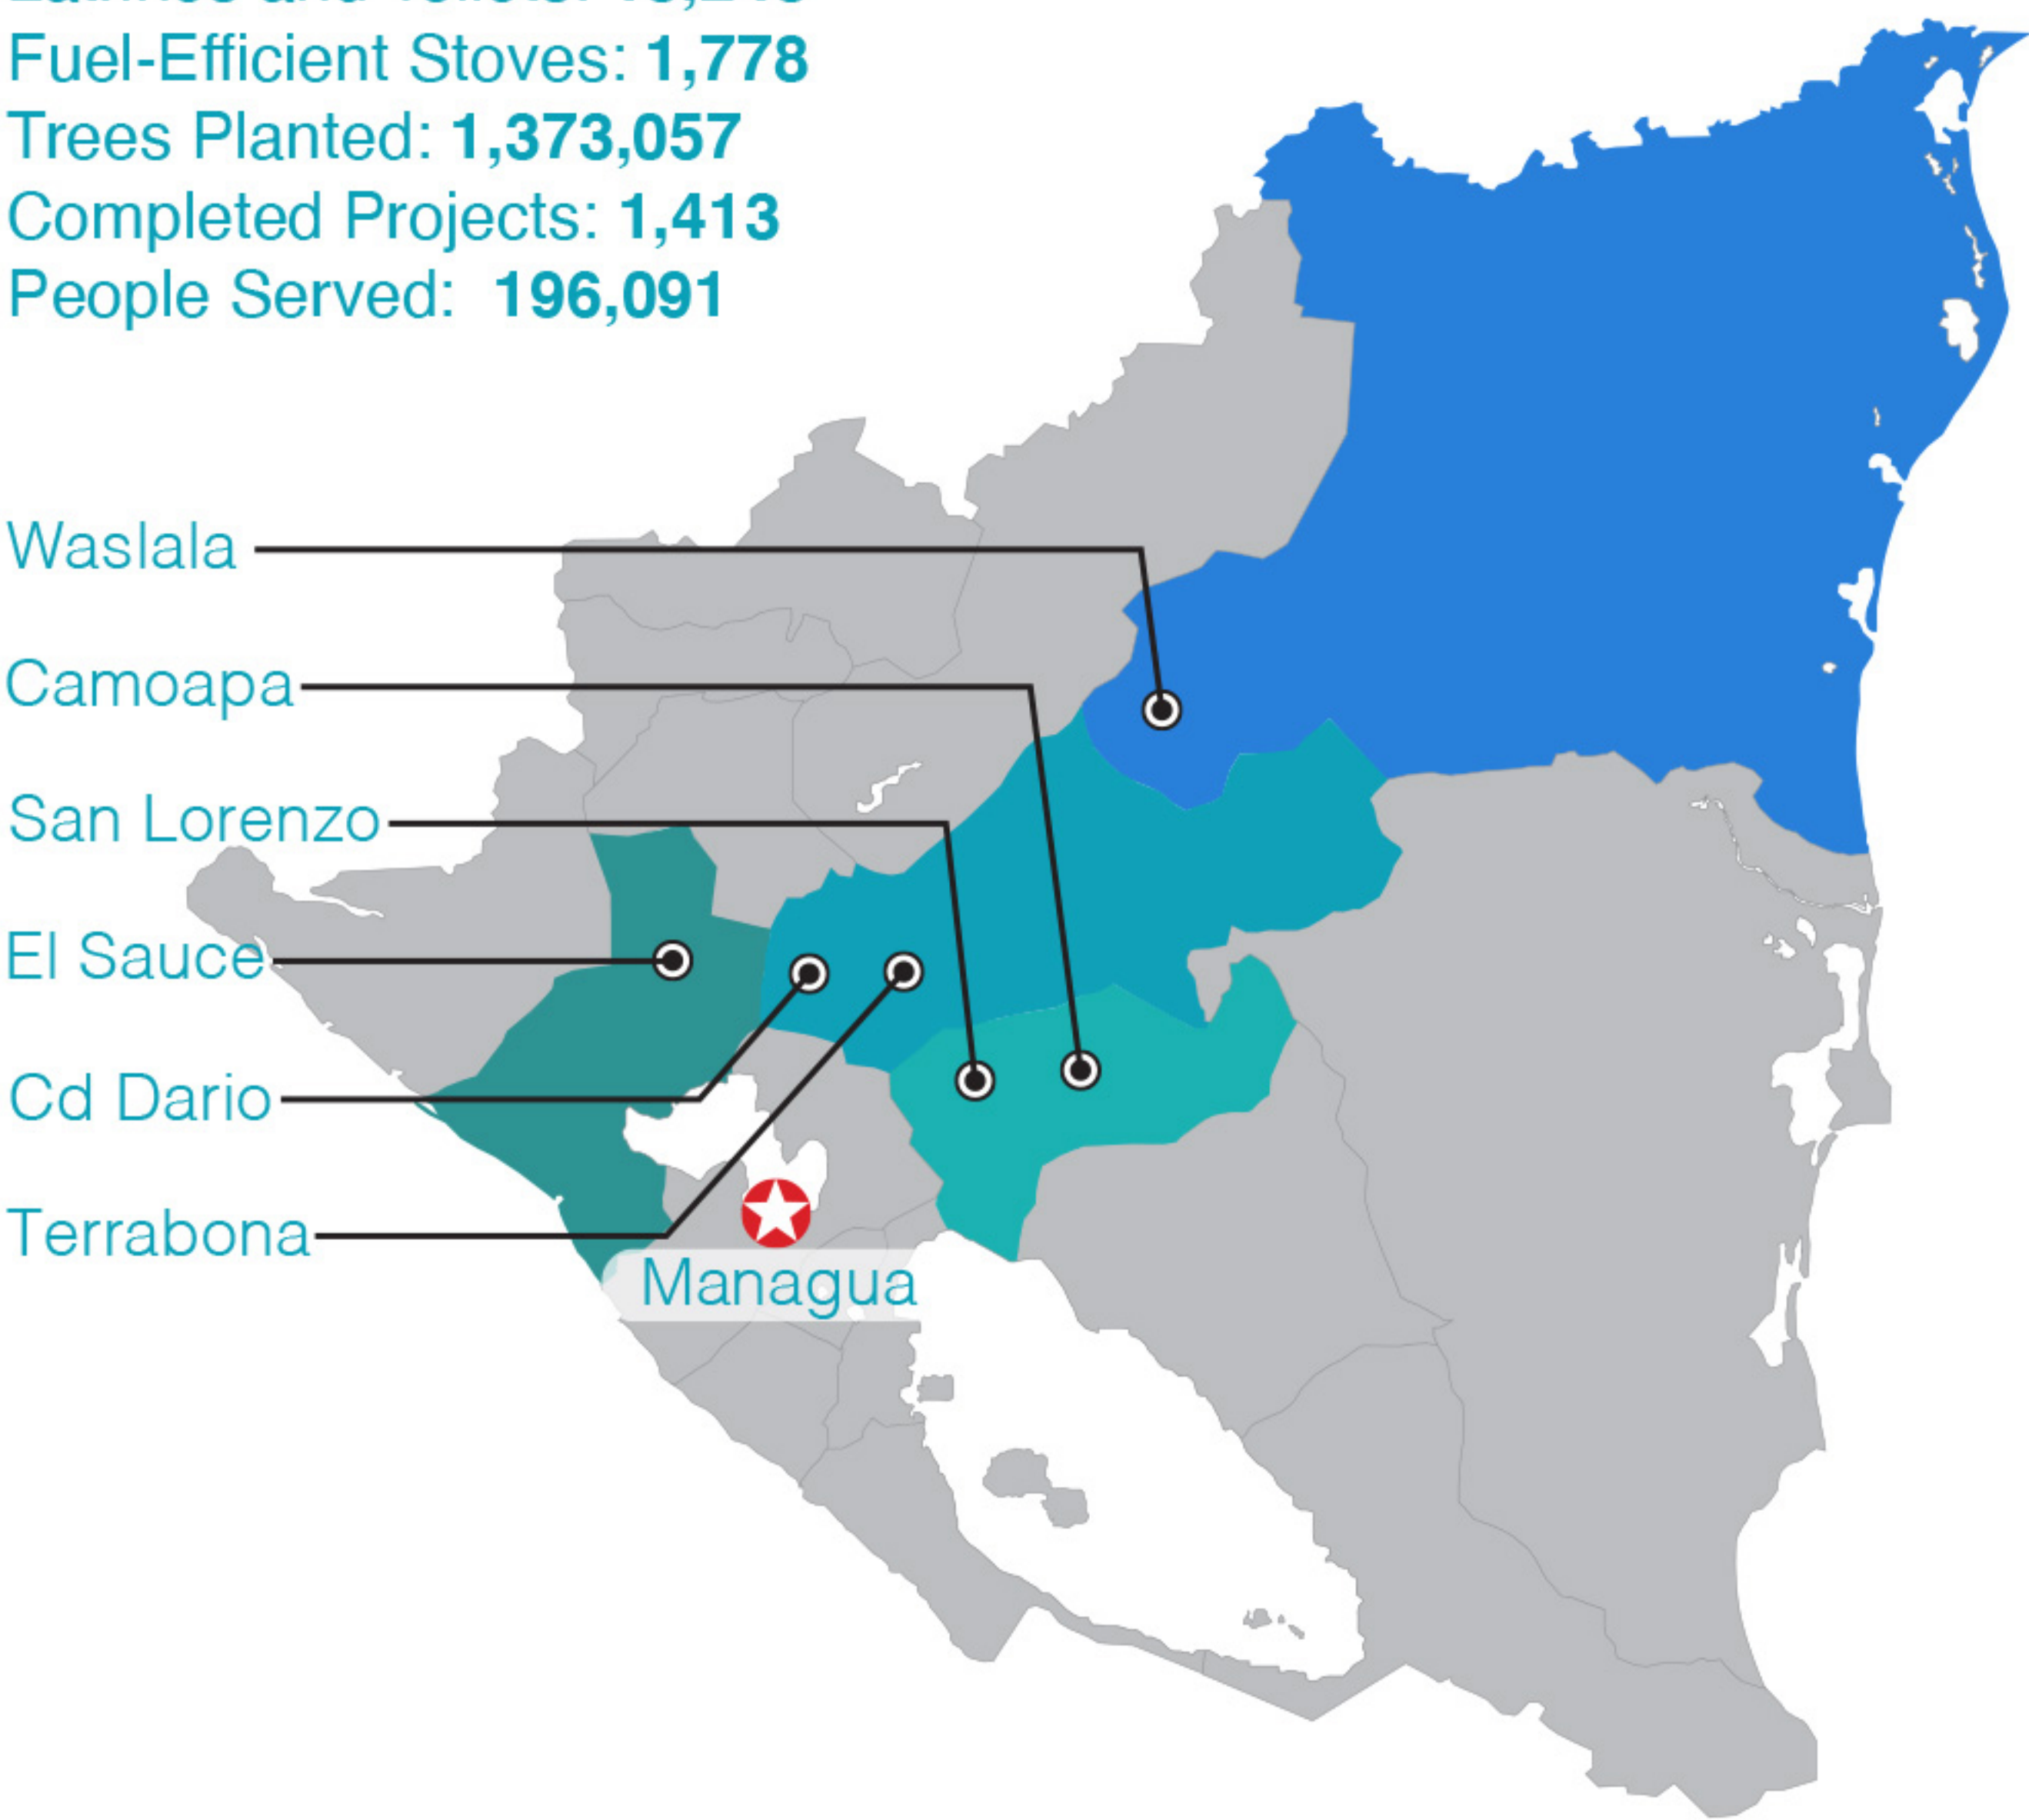 Fuel-Efficient Stoves: 1,778
Trees Planted: 1,373,057
Completed Projects: 1,413
People Served: 196,091
Waslala
Camoapa
San Lorenzo
El Sauce
Cd Dario
Terrabona
Managua